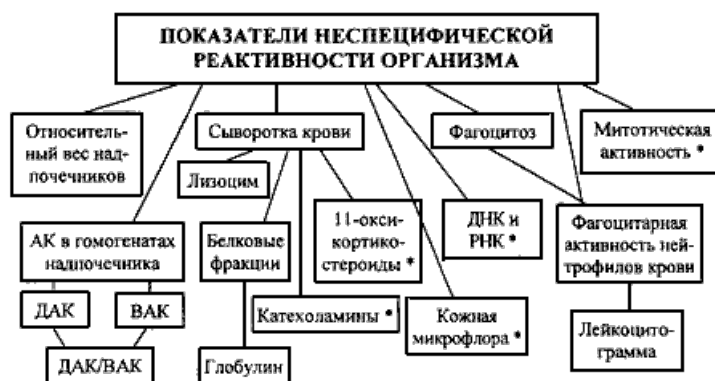 ПОКАЗАТЕЛИ НЕСПЕЦИФИЧЕСКОЙ
РЕАКТИВНОСТИ ОРГАНИЗМА
Относитель-
ный вес над-
почечников
Сыворотка крови
Фагоцитоз
Митотическая
активность *
Лизоцим
АК в гомогенатах
надпочечника
Белковые
фракции
11-окси-
кортико-
стероиды *
ДНК и
РНК *
Фагоцитарная
активность ней-
трофилов крови
ДАК
ВАК
Катехоламины *
Кожная
микрофлора *
Лейкоцито-
грамма
ДАК/ВАК
Глобулин